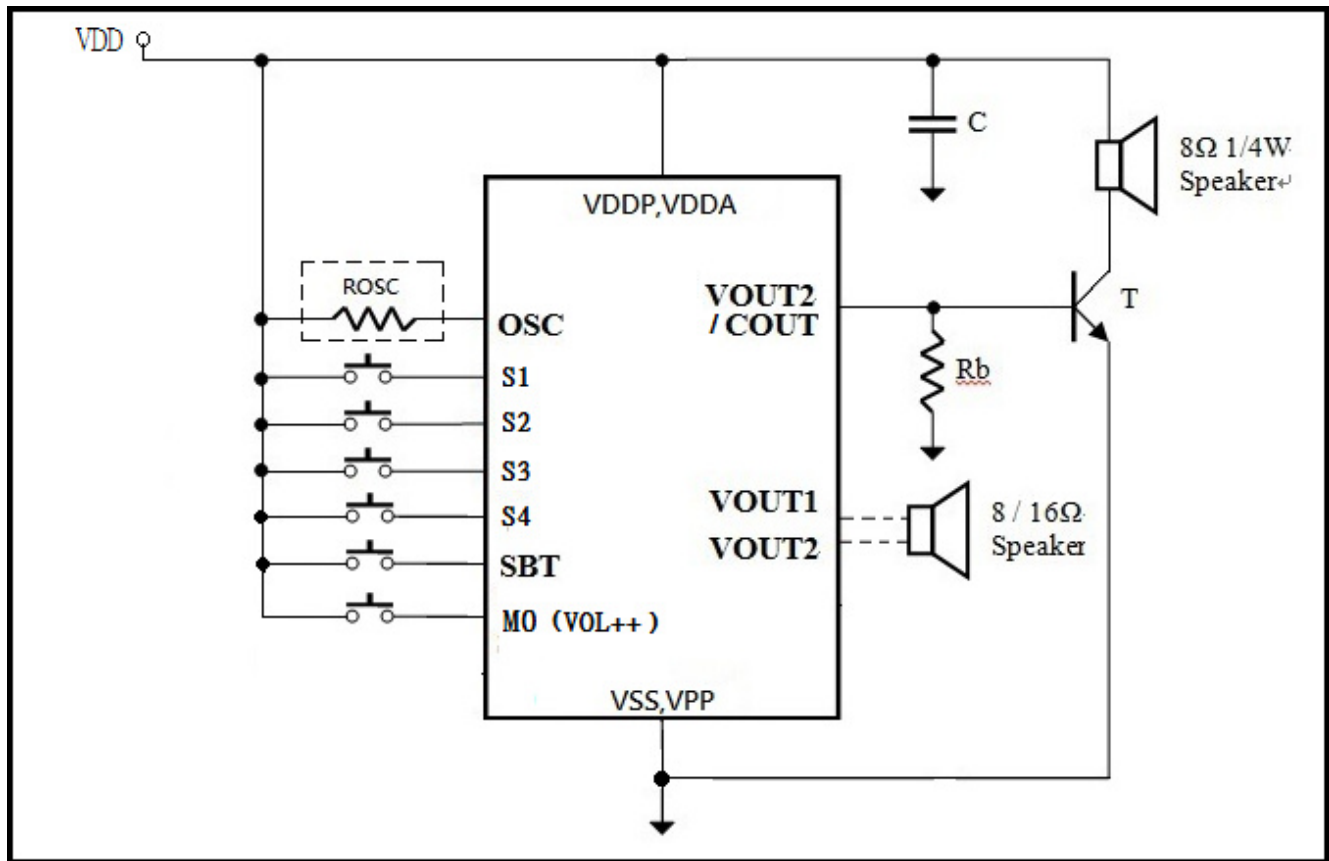 VDD
C
8Ω 1/4W
Speaker↵
VDDP,VDDA
ROSC
OSC
VOUT2
/ COUT
T
S1
Rb
S2
S3
VOUT1
8 / 16Ω
S4
VOUT2
Speaker
SBT
M0 (VOL++)
VSS,VPP